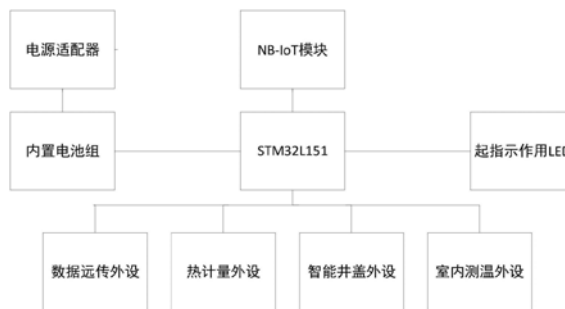 电源适配器
NB-IoT模块
内置电池组
STM32L151
起指示作用LED
数据远传外设
热计量外设
智能井盖外设
室内测温外设